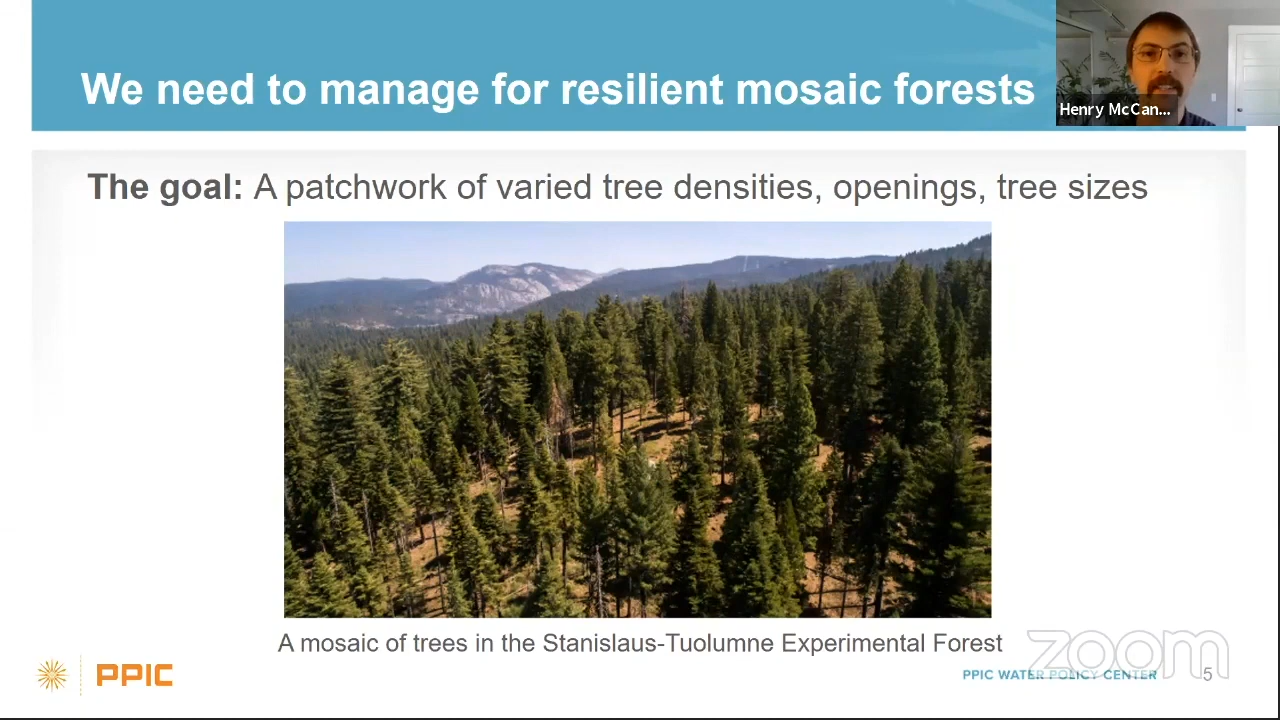 We need to manage for resilient mosaic forests
Henry McCan...
The goal: A patchwork of varied tree densities, openings, tree sizes
A mosaic of trees in the Stanislaus-Tuolumne Experimental Forest
PPIC
PPIC WATER POLICY CENTER
zoom
5